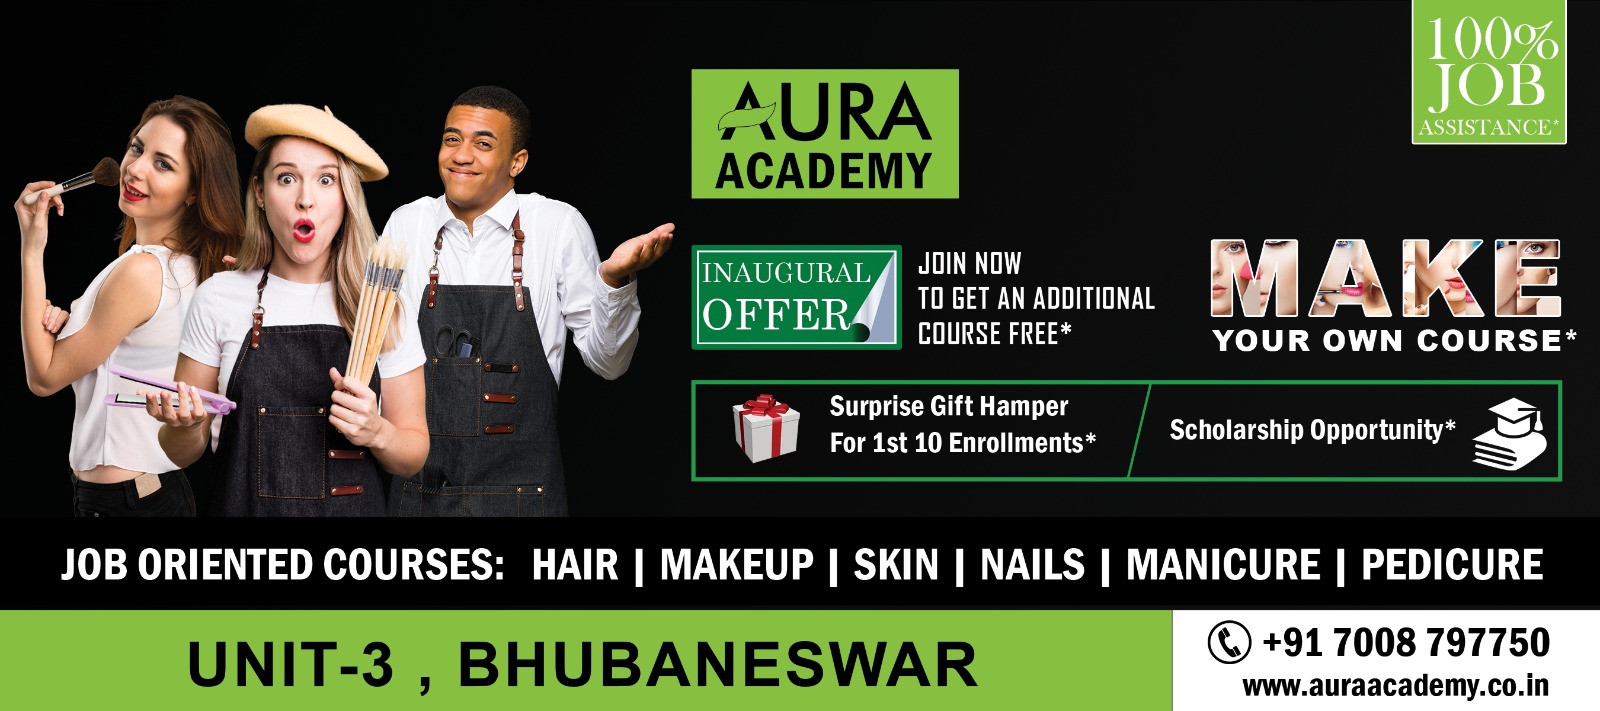 100%
JOB
ASSISTANCE*
AURA
ACADEMY
INAUGURAL
OFFER
JOIN NOW
TO GET AN ADDITIONAL
COURSE FREE*
MAKE
YOUR OWN COURSE*
Surprise Gift Hamper
For 1st 10 Enrollments*
Scholarship Opportunity*
JOB ORIENTED COURSES: HAIR | MAKEUP | SKIN | NAILS | MANICURE | PEDICURE
UNIT-3 , BHUBANESWAR
+91 7008 797750
www.auraacademy.co.in